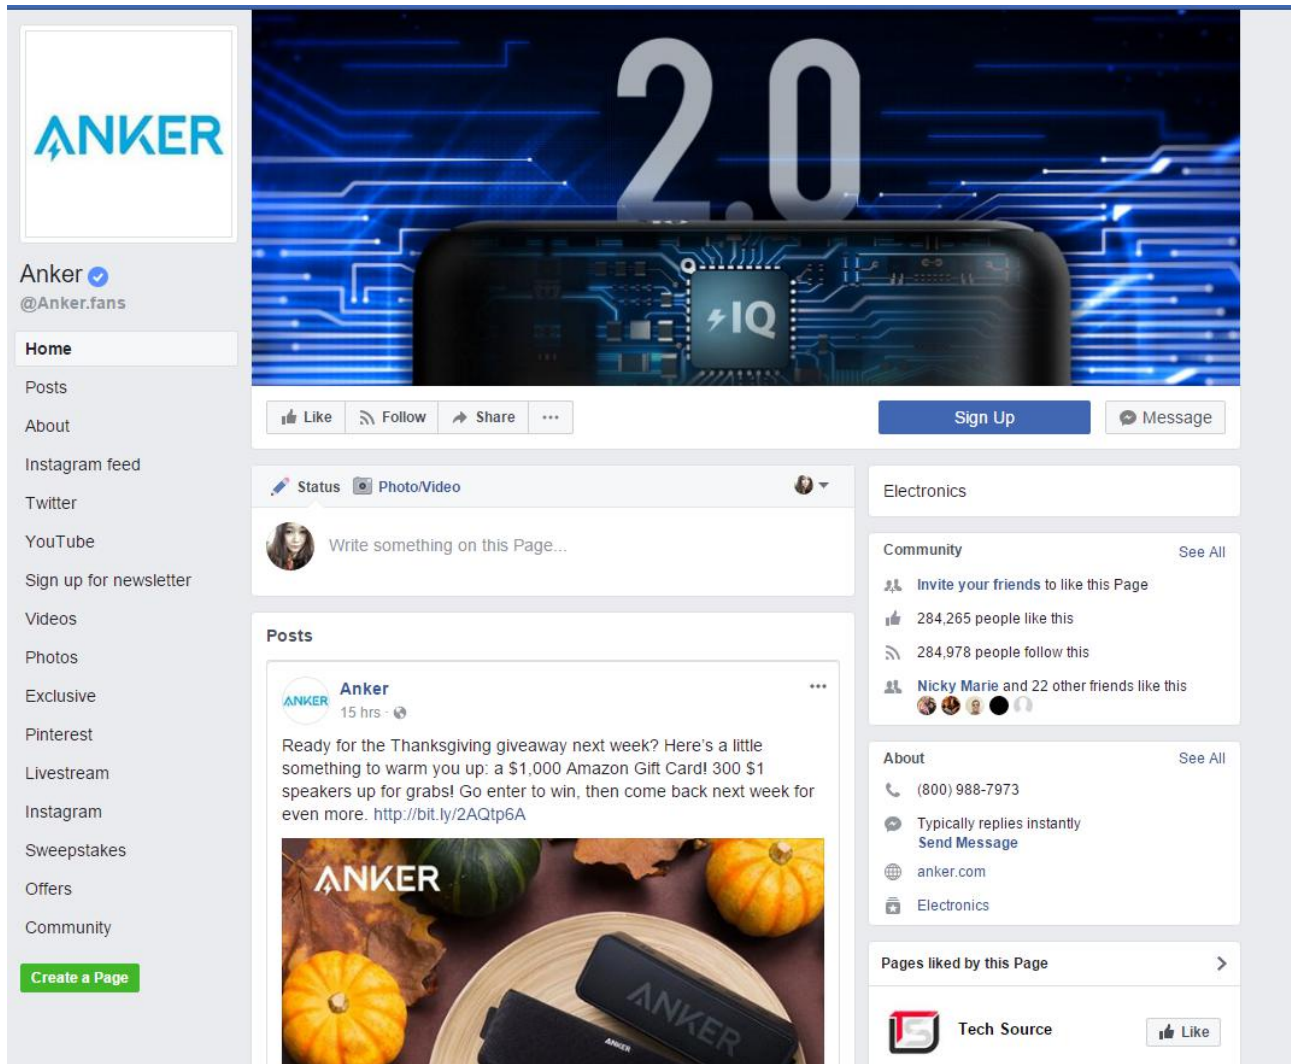 ANKER
Anker
@Anker.fans
Home
Posts
About
Instagram feed
Twitter
YouTube
Sign up for newsletter
Videos
Photos
Exclusive
Pinterest
Livestream
Instagram
Sweepstakes
Offers
Community
Create a Page
2.0
IQ
Like
Follow
Share
...
Sign Up
Message
Status
Photo/Video
Write something on this Page...
Posts
ANKER
Anker
15 hrs ·
Ready for the Thanksgiving giveaway next week? Here's a little
something to warm you up: a $1,000 Amazon Gift Card! 300 $1
speakers up for grabs! Go enter to win, then come back next week for
even more. http://bit.ly/2AQtp6A
ANKER
ANKER
ANKER
Electronics
Community
See All
Invite your friends to like this Page
284,265 people like this
284,978 people follow this
Nicky Marie and 22 other friends like this
About
See All
(800) 988-7973
Typically replies instantly
Send Message
anker.com
Electronics
Pages liked by this Page
TS
Tech Source
Like